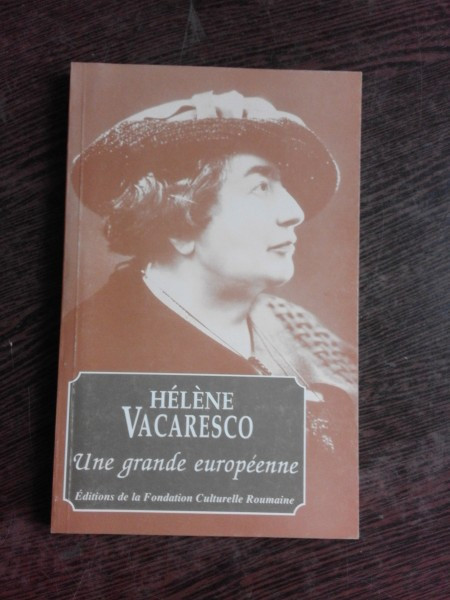 HÉLÈNE
VACARESCO
Une grande européenne
Éditions de la Fondation Culturelle Roumaine